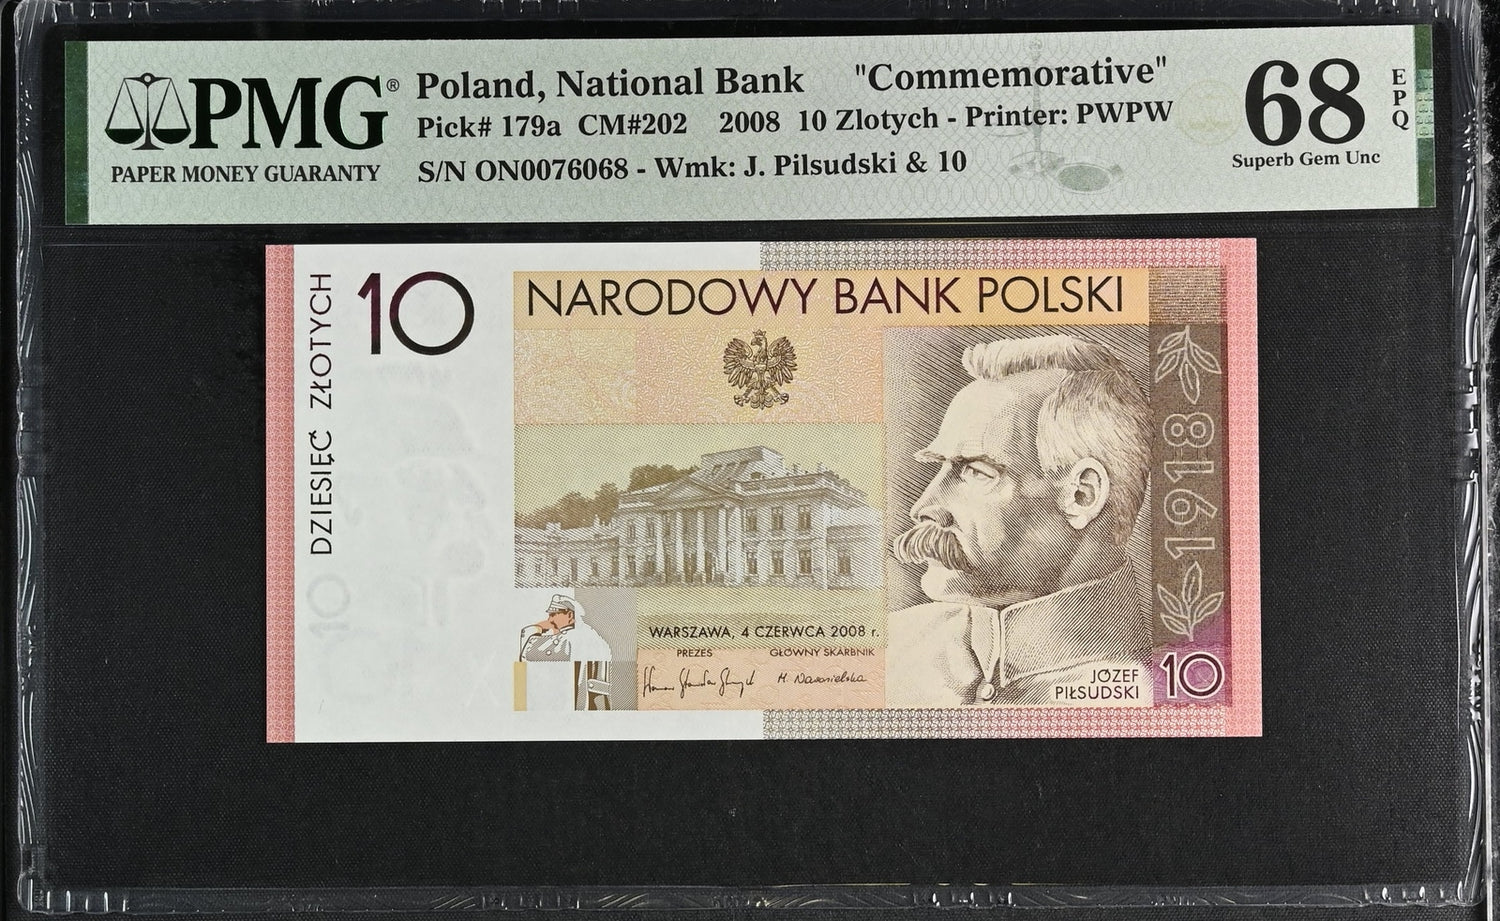 PMG®
PAPER MONEY GUARANTY
Poland, National Bank "Commemorative"
Pick# 179a CM#202 2008 10 Zlotych - Printer: PWPW
S/N ON0076068 - Wmk: J. Pilsudski & 10
68
EPQ
Superb Gem Unc
DZIESIĘĆ ZŁOTYCH
10
NARODOWY BANK POLSKI
1918
WARSZAWA, 4 CZERWCA 2008 r.
PREZES GŁÓWNY SKARBNIK
JÓZEF
PIŁSUDSKI
10
10